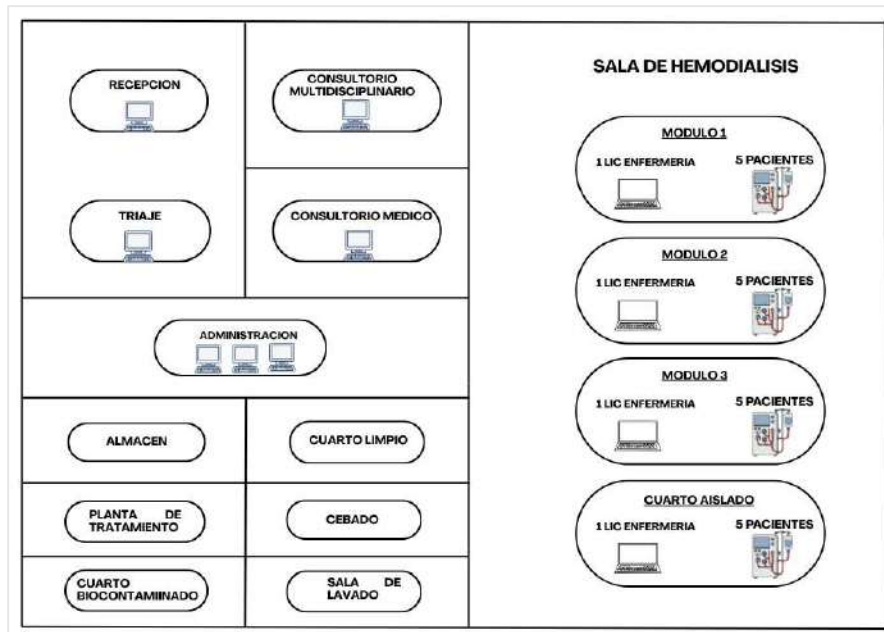 RECEPCION
CONSULTORIO
MULTIDISCIPLINARIO
TRIAJE
CONSULTORIO MEDICO
ADMINISTRACION
ALMACEN
CUARTO LIMPIO
PLANTA DE
TRATAMIENTO
CEBADO
CUARTO
BIOCONTAMIINADO
SALA DE
LAVADO
SALA DE HEMODIALISIS
MODULO 1
1 LIC ENFERMERIA
5 PACIENTES
MODULO 2
1 LIC ENFERMERIA
5 PACIENTES
MODULO 3
1 LIC ENFERMERIA
5 PACIENTES
CUARTO AISLADO
1 LIC ENFERMERIA
5 PACIENTES